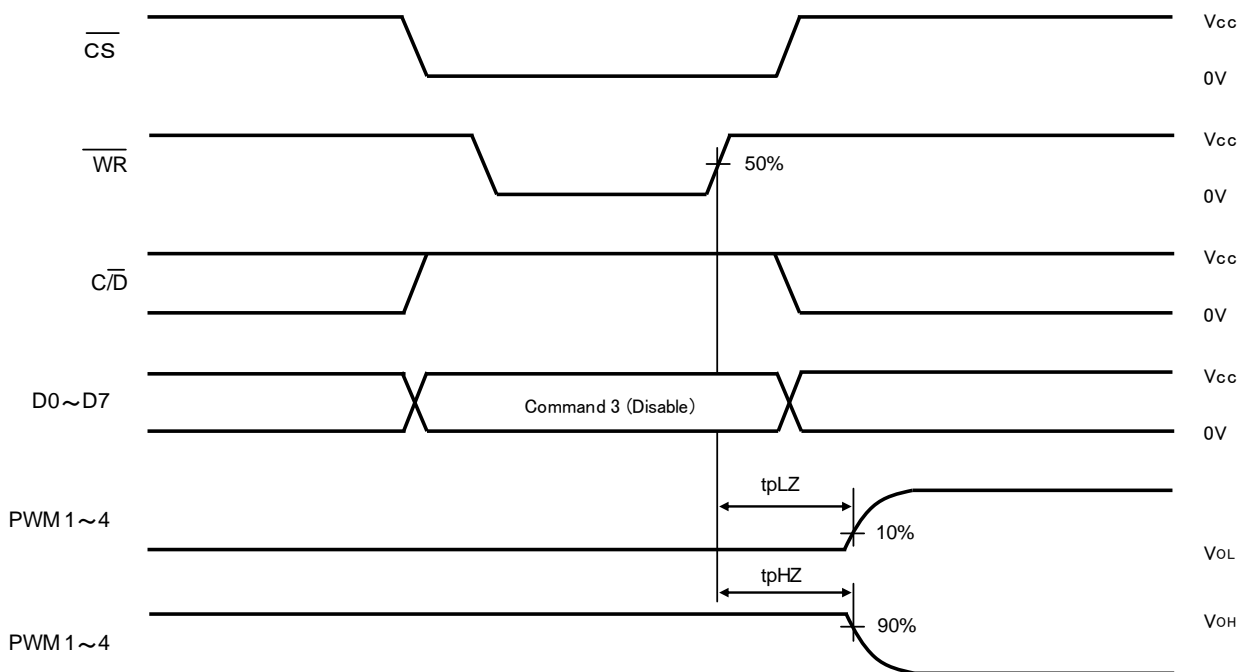 CS
Vcc
0V
WR
50%
Vcc
0V
C/D
Vcc
0V
D0～D7
Command 3 (Disable)
Vcc
0V
tpLZ
PWM 1～4
10%
VOL
tpHZ
PWM 1～4
90%
VOH